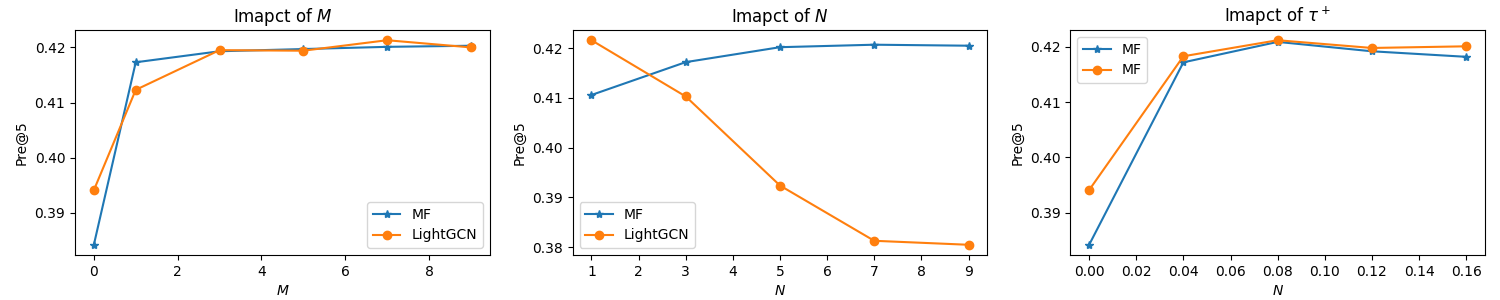 Imapct of M
Pre@5
0.42
0.41
0.40
0.39
0 2 4 6 8
M
MF
LightGCN
Imapct of N
Pre@5
0.42
0.41
0.40
0.39
0.38
1 2 3 4 5 6 7 8 9
N
MF
LightGCN
Imapct of τ⁺
Pre@5
0.42
0.41
0.40
0.39
0.00 0.02 0.04 0.06 0.08 0.10 0.12 0.14 0.16
N
MF
MF